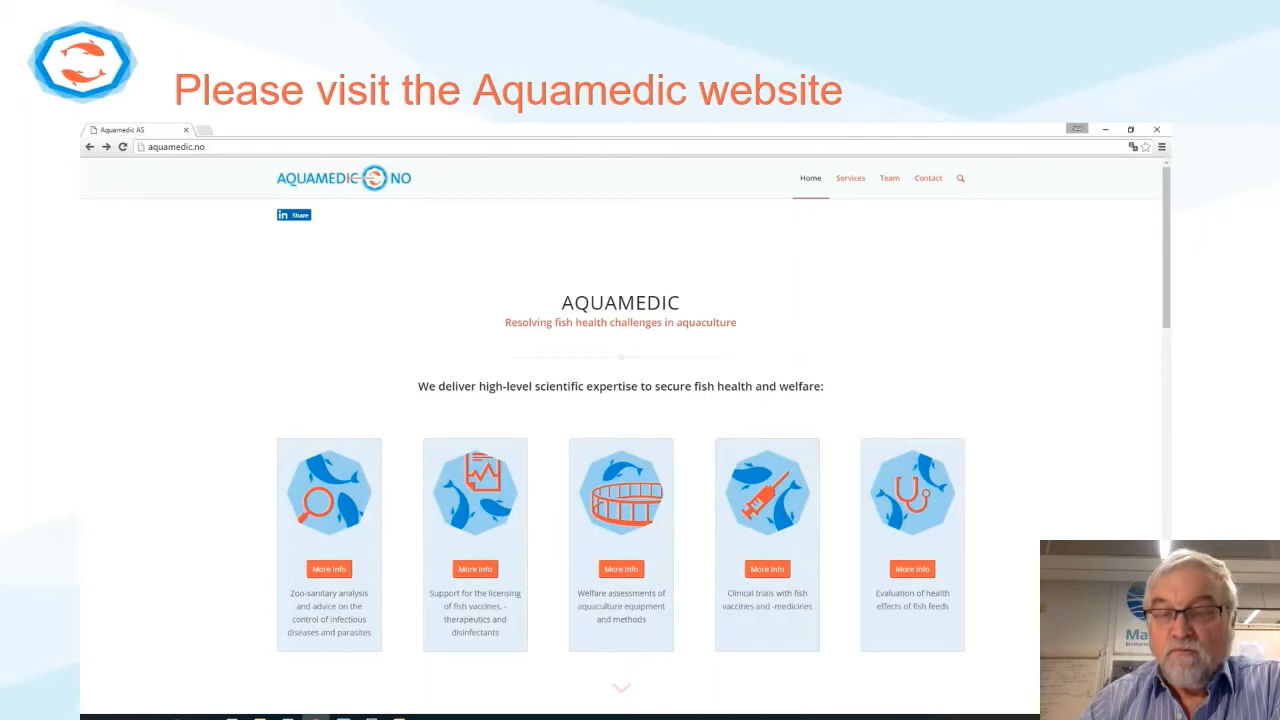 Please visit the Aquamedic website
Aquamedic AS
aquamedic.no
AQUAMEDIC NO
Home Services Team Contact
in Share
AQUAMEDIC
Resolving fish health challenges in aquaculture
We deliver high-level scientific expertise to secure fish health and welfare:
More info
Zoo-sanitary analysis
and advice on the
control of infectious
diseases and parasites
More info
Support for the licensing
of fish vaccines, -
therapeutics and
disinfectants
More info
Welfare assessments of
aquaculture equipment
and methods
More info
Clinical trials with fish
vaccines and -medicines
More info
Evaluation of health
effects of fish feeds